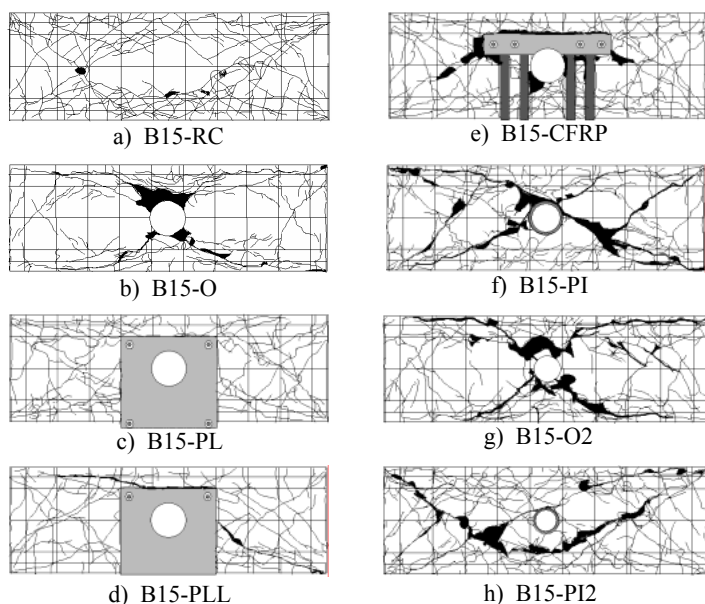 a) B15-RC
b) B15-O
c) B15-PL
d) B15-PLL
e) B15-CFRP
f) B15-PI
g) B15-O2
h) B15-PI2